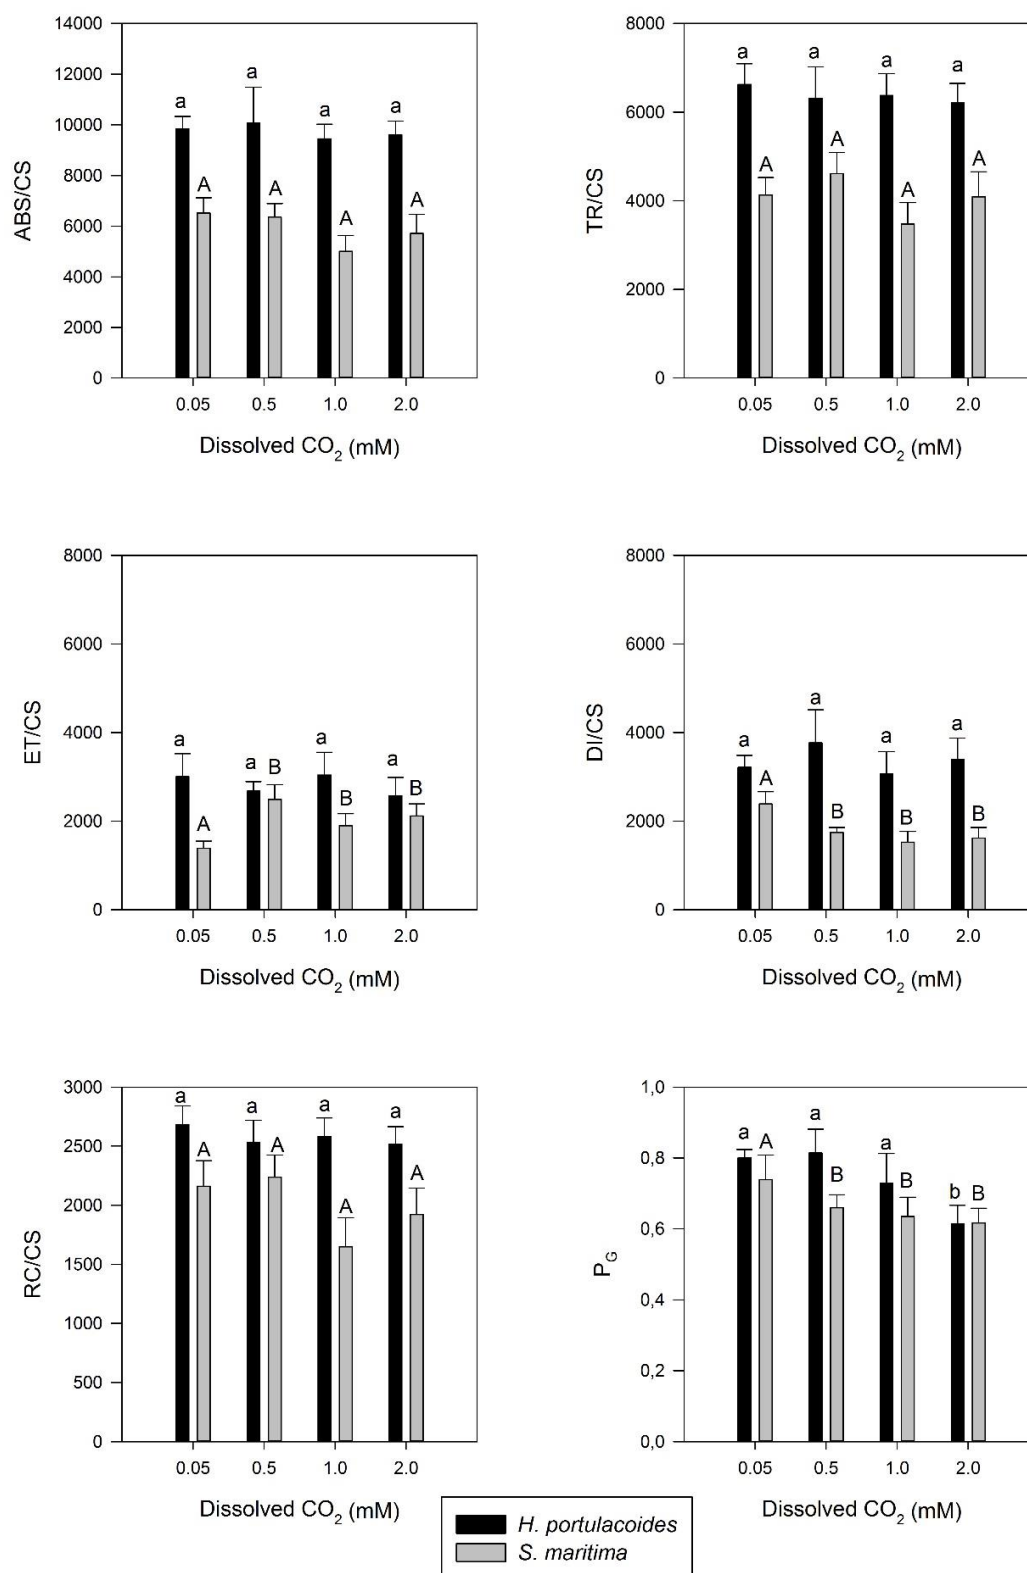 14000
12000
10000
8000
6000
4000
2000
0
ABS/CS
a
A
a
A
a
A
a
A
0.05 0.5 1.0 2.0
Dissolved CO₂ (mM)
8000
6000
4000
2000
0
TR/CS
a
A
a
A
a
A
a
A
0.05 0.5 1.0 2.0
Dissolved CO₂ (mM)
8000
6000
4000
2000
0
ET/CS
a
A
a
B
a
B
a
B
0.05 0.5 1.0 2.0
Dissolved CO₂ (mM)
8000
6000
4000
2000
0
DI/CS
a
A
a
B
a
B
a
B
0.05 0.5 1.0 2.0
Dissolved CO₂ (mM)
3000
2500
2000
1500
1000
500
0
RC/CS
a
A
a
A
a
A
a
A
0.05 0.5 1.0 2.0
Dissolved CO₂ (mM)
1,0
0,8
0,6
0,4
0,2
0,0
P_G
a
A
a
B
a
B
b
B
0.05 0.5 1.0 2.0
Dissolved CO₂ (mM)
H. portulacoides
S. maritima